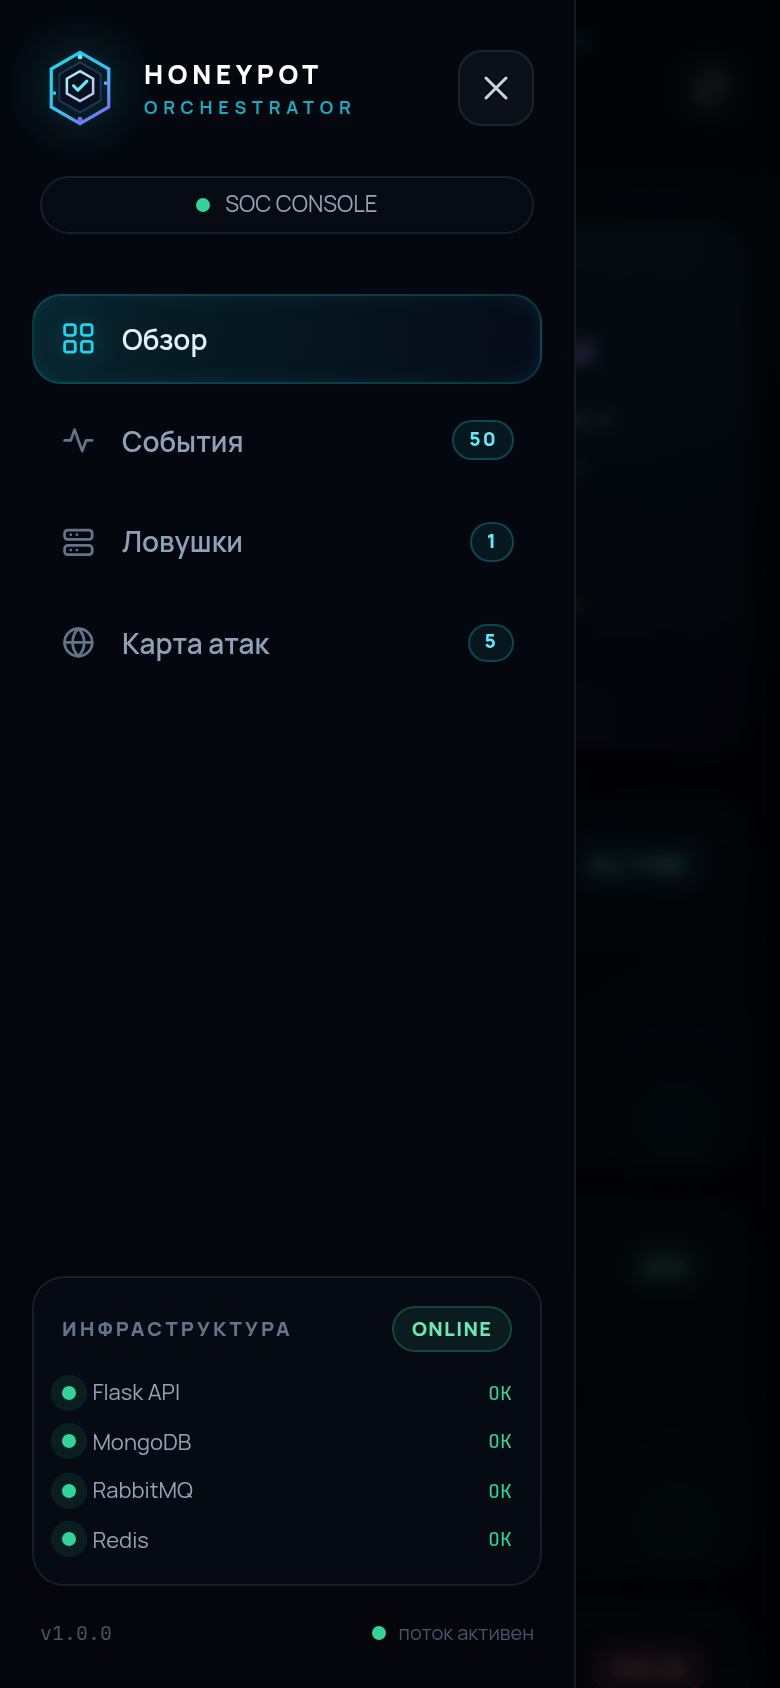 HONEYPOT
ORCHESTRATOR
SOC CONSOLE
Обзор
События 50
Ловушки 1
Карта атак 5
ИНФРАСТРУКТУРА ONLINE
Flask API OK
MongoDB OK
RabbitMQ OK
Redis OK
v1.0.0 поток активен